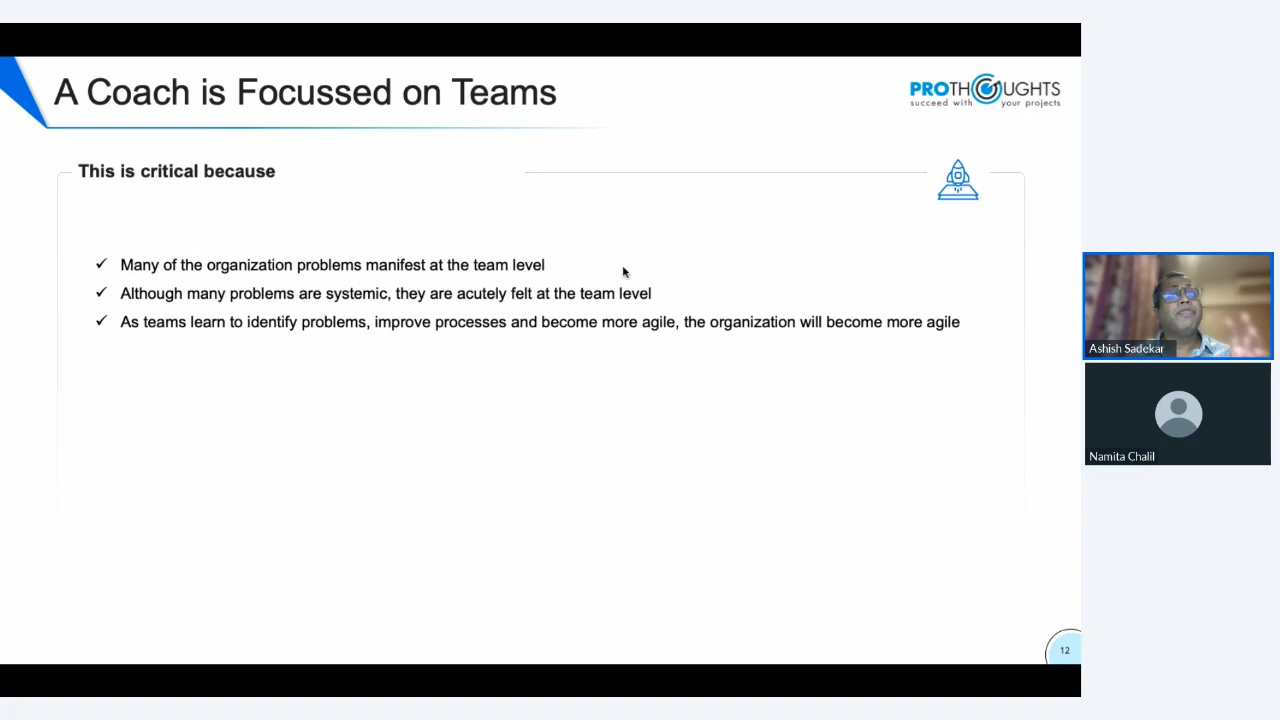 A Coach is Focussed on Teams
PROTHOUGHTS
succeed with your projects
This is critical because
✓ Many of the organization problems manifest at the team level
✓ Although many problems are systemic, they are acutely felt at the team level
✓ As teams learn to identify problems, improve processes and become more agile, the organization will become more agile
Ashish Sadekar
Namita Chalil
12